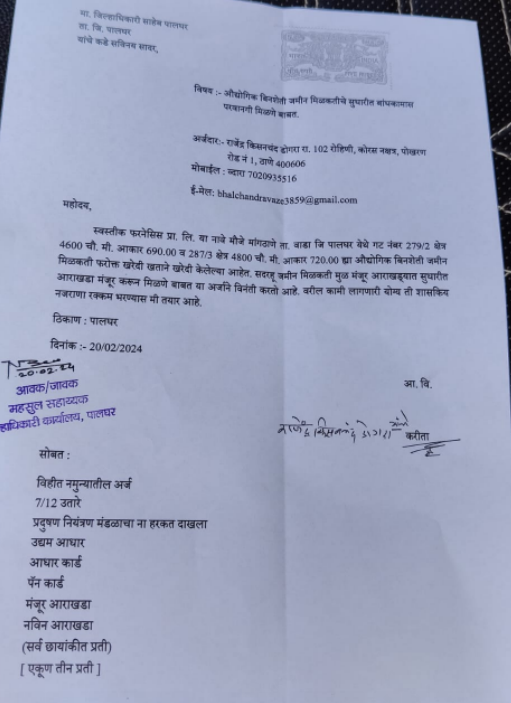 मा. जिल्हाधिकारी साहेब पालघर
ता. जि. पालघर
यांचे कडे सविनय सादर,
विषय :- औद्योगिक बिनशेती जमीन मिळकतीचे सुधारीत बांधकामास
परवानगी मिळणे बाबत.
अर्जदार:- राजेंद्र किसनचंद डोगरा रा. 102 रोहिणी, कोरस नक्षत्र, पोखरण
रोड नं 1, ठाणे 400606
मोबाईल : ब्दारा 7020935516
ई-मेल: bhalchandravaze3859@gmail.com
महोदय,
स्वस्तीक फरनेसिस प्रा. लि. या नावे मौजे मांगठाणे ता. वाडा जि पालघर येथे गट नंबर 279/2 क्षेत्र
4600 चौ. मी. आकार 690.00 व 287/3 क्षेत्र 4800 चौ. मी. आकार 720.00 ह्या औद्योगिक बिनशेती जमीन
मिळकती फरोक्त खरेदी खताने खरेदी केलेल्या आहेत. सदरहू जमीन मिळकती मुळ मंजूर आराखड्यात सुधारीत
आराखडा मंजूर करून मिळणे बाबत या अर्जाने विनंती करतो आहे. वरील कामी लागणारी योग्य ती शासकिय
नजराणा रक्कम भरण्यास मी तयार आहे.
ठिकाण : पालघर
दिनांक :- 20/02/2024
20.02.24
आवक/जावक
महसुल सहाय्यक
हाधिकारी कार्यालय, पालघर
आ. वि.
राजेंद्र किसनचंद डोगरा
करीता
सोबत :
विहीत नमुन्यातील अर्ज
7/12 उतारे
प्रदुषण नियंत्रण मंडळाचा ना हरकत दाखला
उद्यम आधार
आधार कार्ड
पॅन कार्ड
मंजूर आराखडा
नविन आराखडा
(सर्व छायांकीत प्रती)
[ एकूण तीन प्रती ]